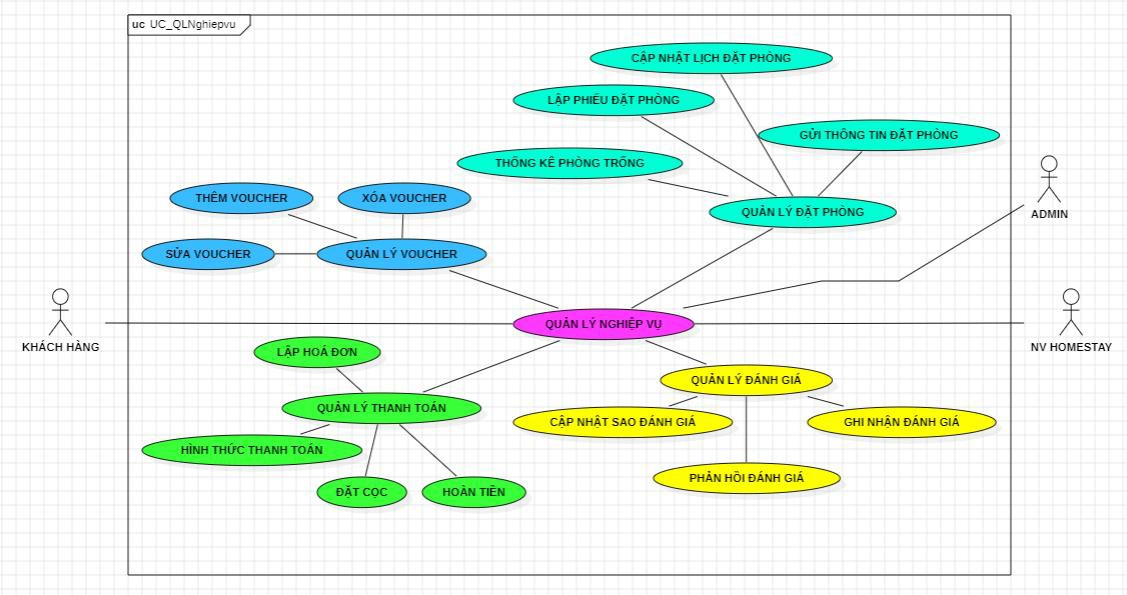 uc UC_QLNghiepvu
CẬP NHẬT LỊCH ĐẶT PHÒNG
LẬP PHIẾU ĐẶT PHÒNG
GỬI THÔNG TIN ĐẶT PHÒNG
THỐNG KÊ PHÒNG TRỐNG
THÊM VOUCHER
XÓA VOUCHER
QUẢN LÝ ĐẶT PHÒNG
ADMIN
SỬA VOUCHER
QUẢN LÝ VOUCHER
QUẢN LÝ NGHIỆP VỤ
KHÁCH HÀNG
NV HOMESTAY
LẬP HOÁ ĐƠN
QUẢN LÝ ĐÁNH GIÁ
QUẢN LÝ THANH TOÁN
CẬP NHẬT SAO ĐÁNH GIÁ
GHI NHẬN ĐÁNH GIÁ
HÌNH THỨC THANH TOÁN
PHẢN HỒI ĐÁNH GIÁ
ĐẶT CỌC
HOÀN TIỀN